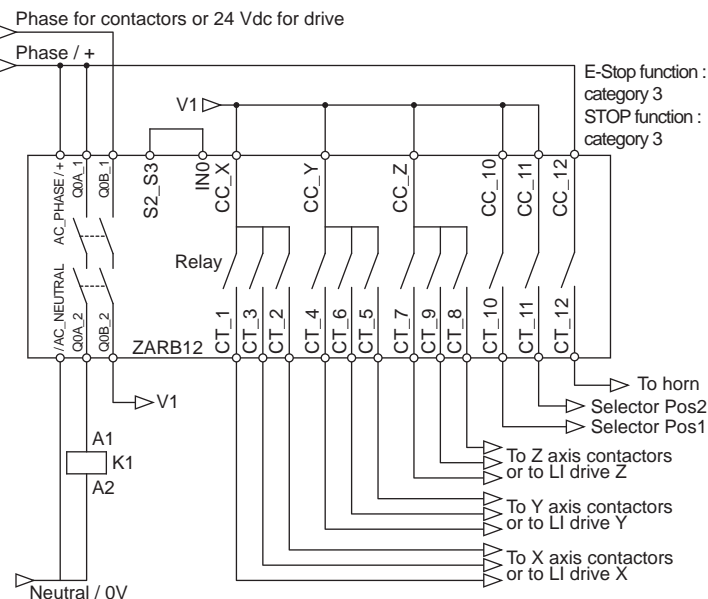 Phase for contactors or 24 Vdc for drive
Phase / +
E-Stop function :
category 3
STOP function :
category 3
V1
AC_PHASE / +
Q0A_1
Q0B_1
S2_S3
IN0
CC_X
CC_Y
CC_Z
CC_10
CC_11
CC_12
Relay
/AC_NEUTRAL
Q0A_2
Q0B_2
ZARB12
CT_1
CT_3
CT_2
CT_4
CT_6
CT_5
CT_7
CT_9
CT_8
CT_10
CT_11
CT_12
V1
To horn
Selector Pos2
Selector Pos1
A1
K1
A2
To Z axis contactors
or to LI drive Z
To Y axis contactors
or to LI drive Y
To X axis contactors
or to LI drive X
Neutral / 0V